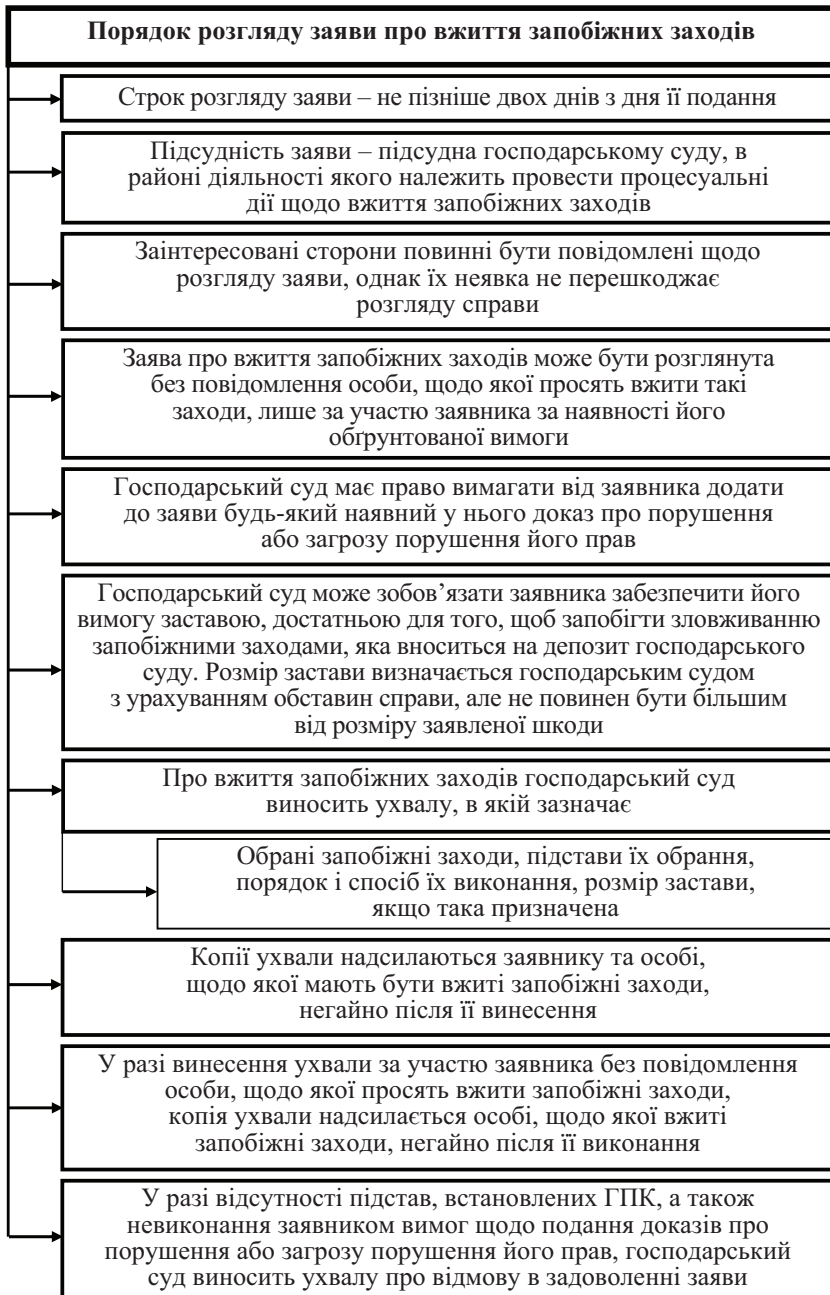 Порядок розгляду заяви про вжиття запобіжних заходів
Строк розгляду заяви – не пізніше двох днів з дня її подання
Підсудність заяви – підсудна господарському суду, в
районі діяльності якого належить провести процесуальні
дії щодо вжиття запобіжних заходів
Заінтересовані сторони повинні бути повідомлені щодо
розгляду заяви, однак їх неявка не перешкоджає
розгляду справи
Заява про вжиття запобіжних заходів може бути розглянута
без повідомлення особи, щодо якої просять вжити такі
заходи, лише за участю заявника за наявності його
обґрунтованої вимоги
Господарський суд має право вимагати від заявника додати
до заяви будь-який наявний у нього доказ про порушення
або загрозу порушення його прав
Господарський суд може зобов’язати заявника забезпечити його
вимогу заставою, достатньою для того, щоб запобігти зловживанню
запобіжними заходами, яка вноситься на депозит господарського
суду. Розмір застави визначається господарським судом
з урахуванням обставин справи, але не повинен бути більшим
від розміру заявленої шкоди
Про вжиття запобіжних заходів господарський суд
виносить ухвалу, в якій зазначає
Обрані запобіжні заходи, підстави їх обрання,
порядок і спосіб їх виконання, розмір застави,
якщо така призначена
Копії ухвали надсилаються заявнику та особі,
щодо якої мають бути вжиті запобіжні заходи,
негайно після її винесення
У разі винесення ухвали за участю заявника без повідомлення
особи, щодо якої просять вжити запобіжні заходи,
копія ухвали надсилається особі, щодо якої вжиті
запобіжні заходи, негайно після її виконання
У разі відсутності підстав, встановлених ГПК, а також
невиконання заявником вимог щодо подання доказів про
порушення або загрозу порушення його прав, господарський
суд виносить ухвалу про відмову в задоволенні заяви